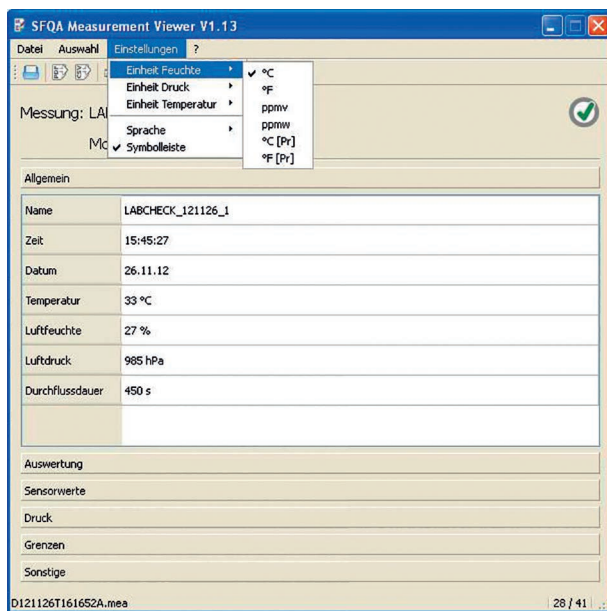 SFQA Measurement Viewer V1.13
Datei Auswahl Einstellungen ?
Einheit Feuchte
Einheit Druck
Einheit Temperatur
Sprache
Symbolleiste
°C
°F
ppmv
ppmw
°C [Pr]
°F [Pr]
Messung: LA
Mo
Allgemein
Name LABCHECK_121126_1
Zeit 15:45:27
Datum 26.11.12
Temperatur 33 °C
Luftfeuchte 27 %
Luftdruck 985 hPa
Durchflussdauer 450 s
Auswertung
Sensorwerte
Druck
Grenzen
Sonstige
D121126T161652A.mea 28 / 41